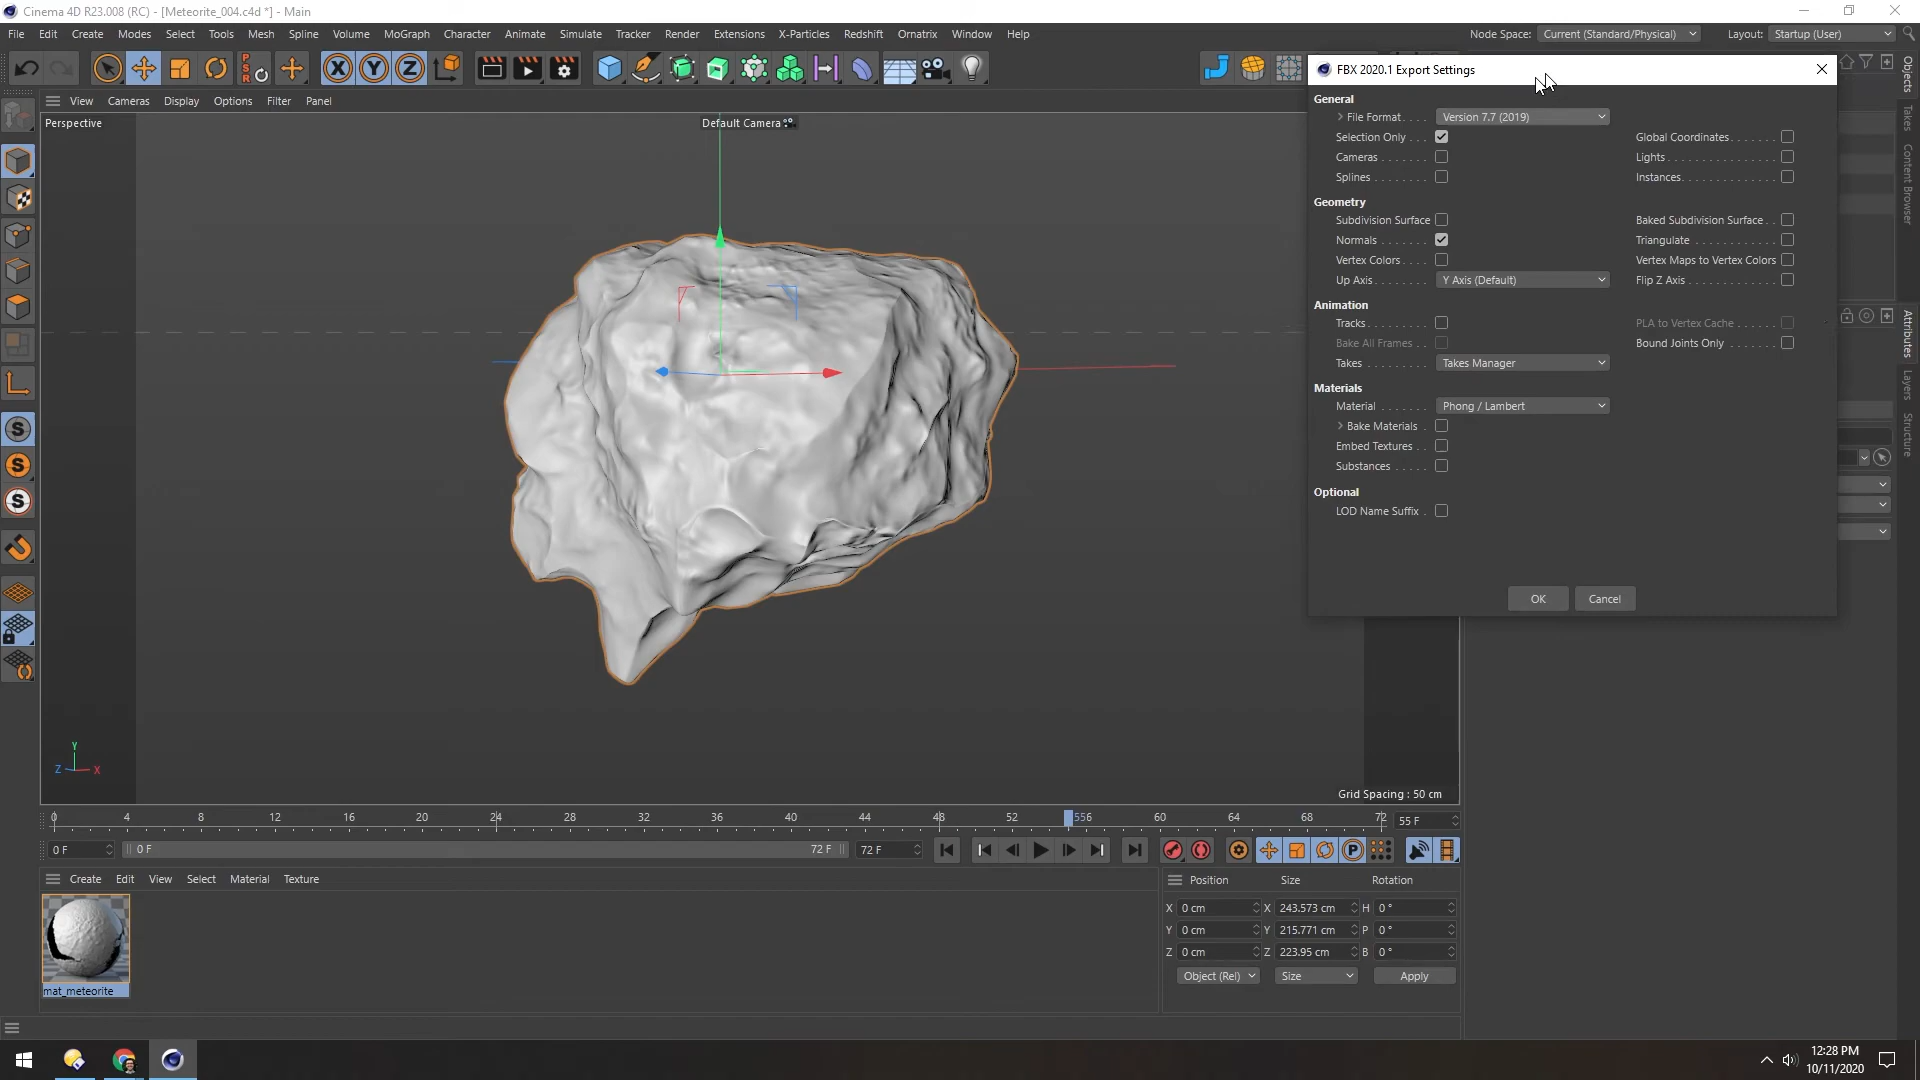 Cinema 4D R23.008 (RC) - [Meteorite_004.c4d *] - Main
File Edit Create Modes Select Tools Mesh Spline Volume MoGraph Character Animate Simulate Tracker Render Extensions X-Particles Redshift Ornatrix Window Help Node Space: Current (Standard/Physical) Layout: Startup (User)
PSR X Y Z
FBX 2020.1 Export Settings
View Cameras Display Options Filter Panel
Perspective
Default Camera
General
File Format . . . . Version 7.7 (2019)
Selection Only . . . Global Coordinates. . . . . . .
Cameras . . . . . . . Lights. . . . . . . . . . . . . . .
Splines . . . . . . . . Instances. . . . . . . . . . . . .
Geometry
Subdivision Surface Baked Subdivision Surface . .
Normals . . . . . . . Triangulate . . . . . . . . . . . .
Vertex Colors. . . . Vertex Maps to Vertex Colors
Up Axis. . . . . . . . Y Axis (Default) Flip Z Axis . . . . . . . . . . . . .
Animation
Tracks. . . . . . . . . PLA to Vertex Cache . . . . . .
Bake All Frames . . Bound Joints Only . . . . . . .
Takes . . . . . . . . . Takes Manager
Materials
Material . . . . . . . Phong / Lambert
Bake Materials .
Embed Textures . .
Substances . . . . .
Optional
LOD Name Suffix .
OK Cancel
Objects
Takes
Content Browser
Attributes
Layers
Structure
S
S
S
Y
Z X
Grid Spacing : 50 cm
0 4 8 12 16 20 24 28 32 36 40 44 48 52 556 60 64 68 72 55 F
0 F 0 F 72 F 72 F
P
Create Edit View Select Material Texture
Position Size Rotation
X 0 cm X 243.573 cm H 0 °
Y 0 cm Y 215.771 cm P 0 °
Z 0 cm Z 223.95 cm B 0 °
Object (Rel) Size Apply
mat_meteorite
12:28 PM
10/11/2020